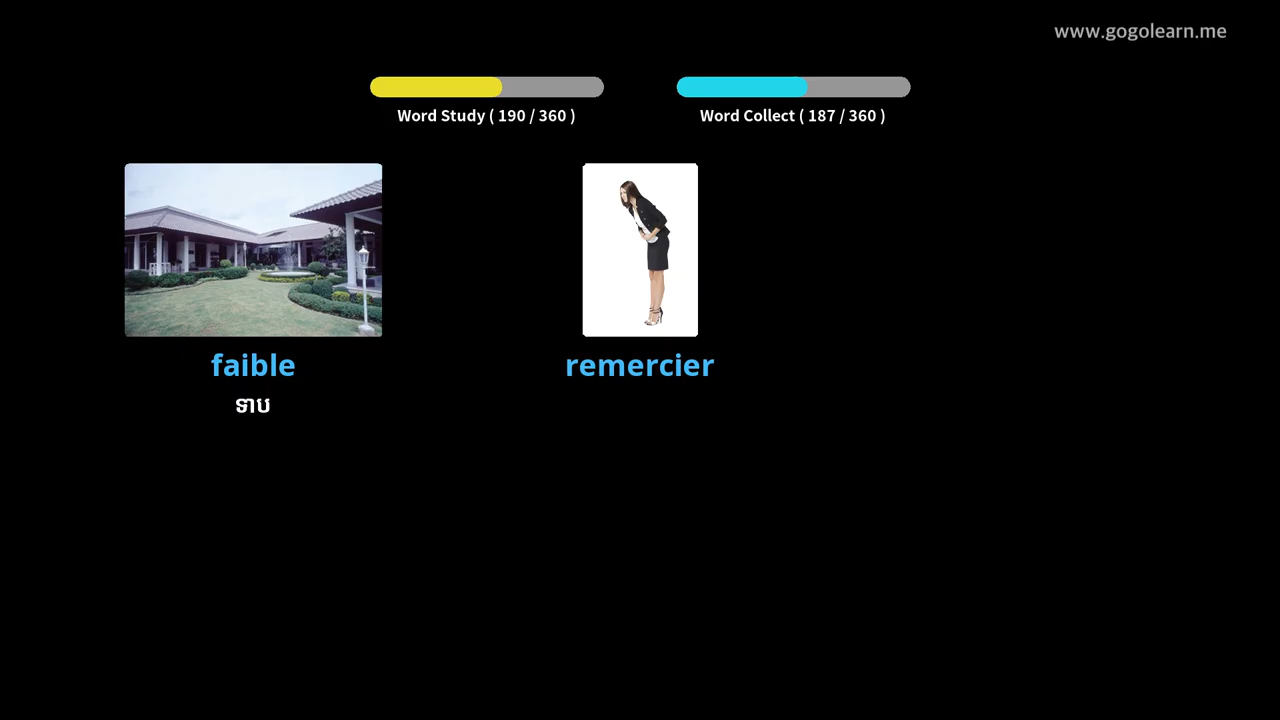 www.gogolearn.me
Word Study ( 190 / 360 )
Word Collect ( 187 / 360 )
faible
remercier
ទាប